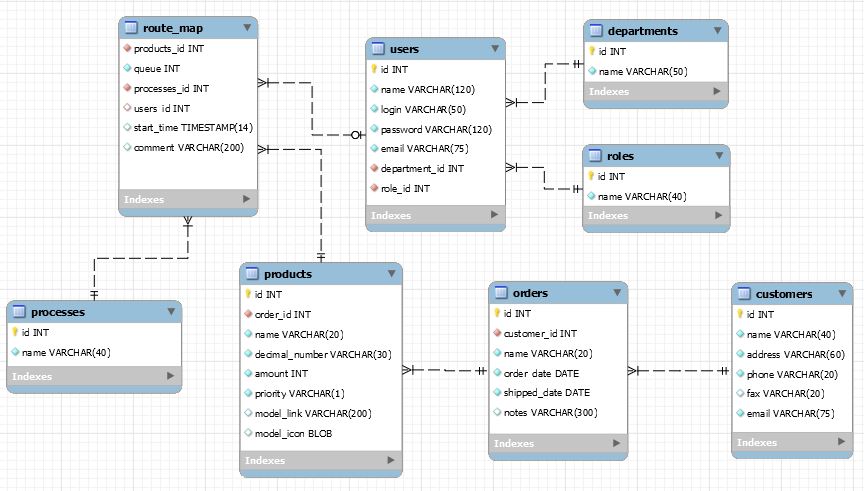 route_map
products_id INT
queue INT
processes_id INT
users_id INT
start_time TIMESTAMP(14)
comment VARCHAR(200)
Indexes
users
id INT
name VARCHAR(120)
login VARCHAR(50)
password VARCHAR(120)
email VARCHAR(75)
department_id INT
role_id INT
Indexes
departments
id INT
name VARCHAR(50)
Indexes
roles
id INT
name VARCHAR(40)
Indexes
processes
id INT
name VARCHAR(40)
Indexes
products
id INT
order_id INT
name VARCHAR(20)
decimal_number VARCHAR(30)
amount INT
priority VARCHAR(1)
model_link VARCHAR(200)
model_icon BLOB
Indexes
orders
id INT
customer_id INT
name VARCHAR(20)
order_date DATE
shipped_date DATE
notes VARCHAR(300)
Indexes
customers
id INT
name VARCHAR(40)
address VARCHAR(60)
phone VARCHAR(20)
fax VARCHAR(20)
email VARCHAR(75)
Indexes